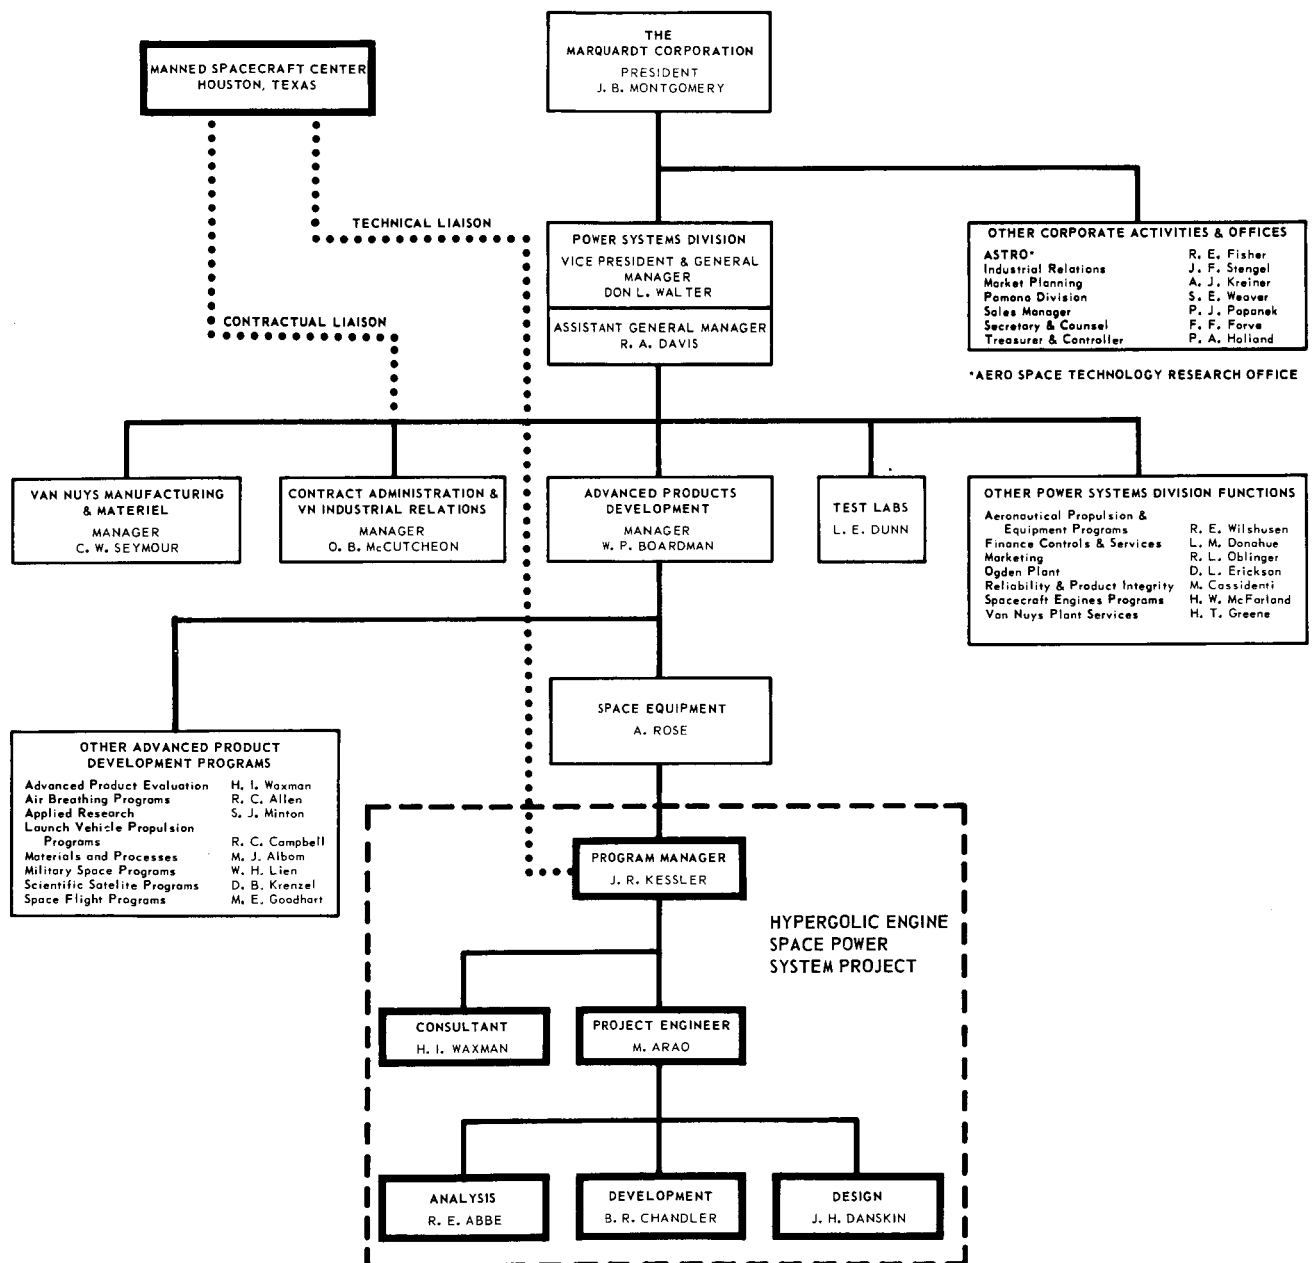 THE
MARQUARDT CORPORATION
PRESIDENT
J. B. MONTGOMERY
MANNED SPACECRAFT CENTER
HOUSTON, TEXAS
TECHNICAL LIAISON
CONTRACTUAL LIAISON
POWER SYSTEMS DIVISION
VICE PRESIDENT & GENERAL
MANAGER
DON L. WALTER
ASSISTANT GENERAL MANAGER
R. A. DAVIS
OTHER CORPORATE ACTIVITIES & OFFICES
ASTRO* R. E. Fisher
Industrial Relations J. F. Stengel
Market Planning A. J. Kreiner
Pomona Division S. E. Weaver
Sales Manager P. J. Papanek
Secretary & Counsel F. F. Forve
Treasurer & Controller P. A. Holland
*AERO SPACE TECHNOLOGY RESEARCH OFFICE
VAN NUYS MANUFACTURING
& MATERIEL
MANAGER
C. W. SEYMOUR
CONTRACT ADMINISTRATION &
VN INDUSTRIAL RELATIONS
MANAGER
O. B. McCUTCHEON
ADVANCED PRODUCTS
DEVELOPMENT
MANAGER
W. P. BOARDMAN
TEST LABS
L. E. DUNN
OTHER POWER SYSTEMS DIVISION FUNCTIONS
Aeronautical Propulsion &
Equipment Programs R. E. Wilshusen
Finance Controls & Services L. M. Donahue
Marketing R. L. Oblinger
Ogden Plant D. L. Erickson
Reliability & Product Integrity M. Cassidenti
Spacecraft Engines Programs H. W. McFarland
Van Nuys Plant Services H. T. Greene
SPACE EQUIPMENT
A. ROSE
OTHER ADVANCED PRODUCT
DEVELOPMENT PROGRAMS
Advanced Product Evaluation H. I. Waxman
Air Breathing Programs R. C. Allen
Applied Research S. J. Minton
Launch Vehicle Propulsion
Programs R. C. Campbell
Materials and Processes M. J. Albom
Military Space Programs W. H. Lien
Scientific Satelite Programs D. B. Krenzel
Space Flight Programs M. E. Goodhart
PROGRAM MANAGER
J. R. KESSLER
HYPERGOLIC ENGINE
SPACE POWER
SYSTEM PROJECT
CONSULTANT
H. I. WAXMAN
PROJECT ENGINEER
M. ARAO
ANALYSIS
R. E. ABBE
DEVELOPMENT
B. R. CHANDLER
DESIGN
J. H. DANSKIN